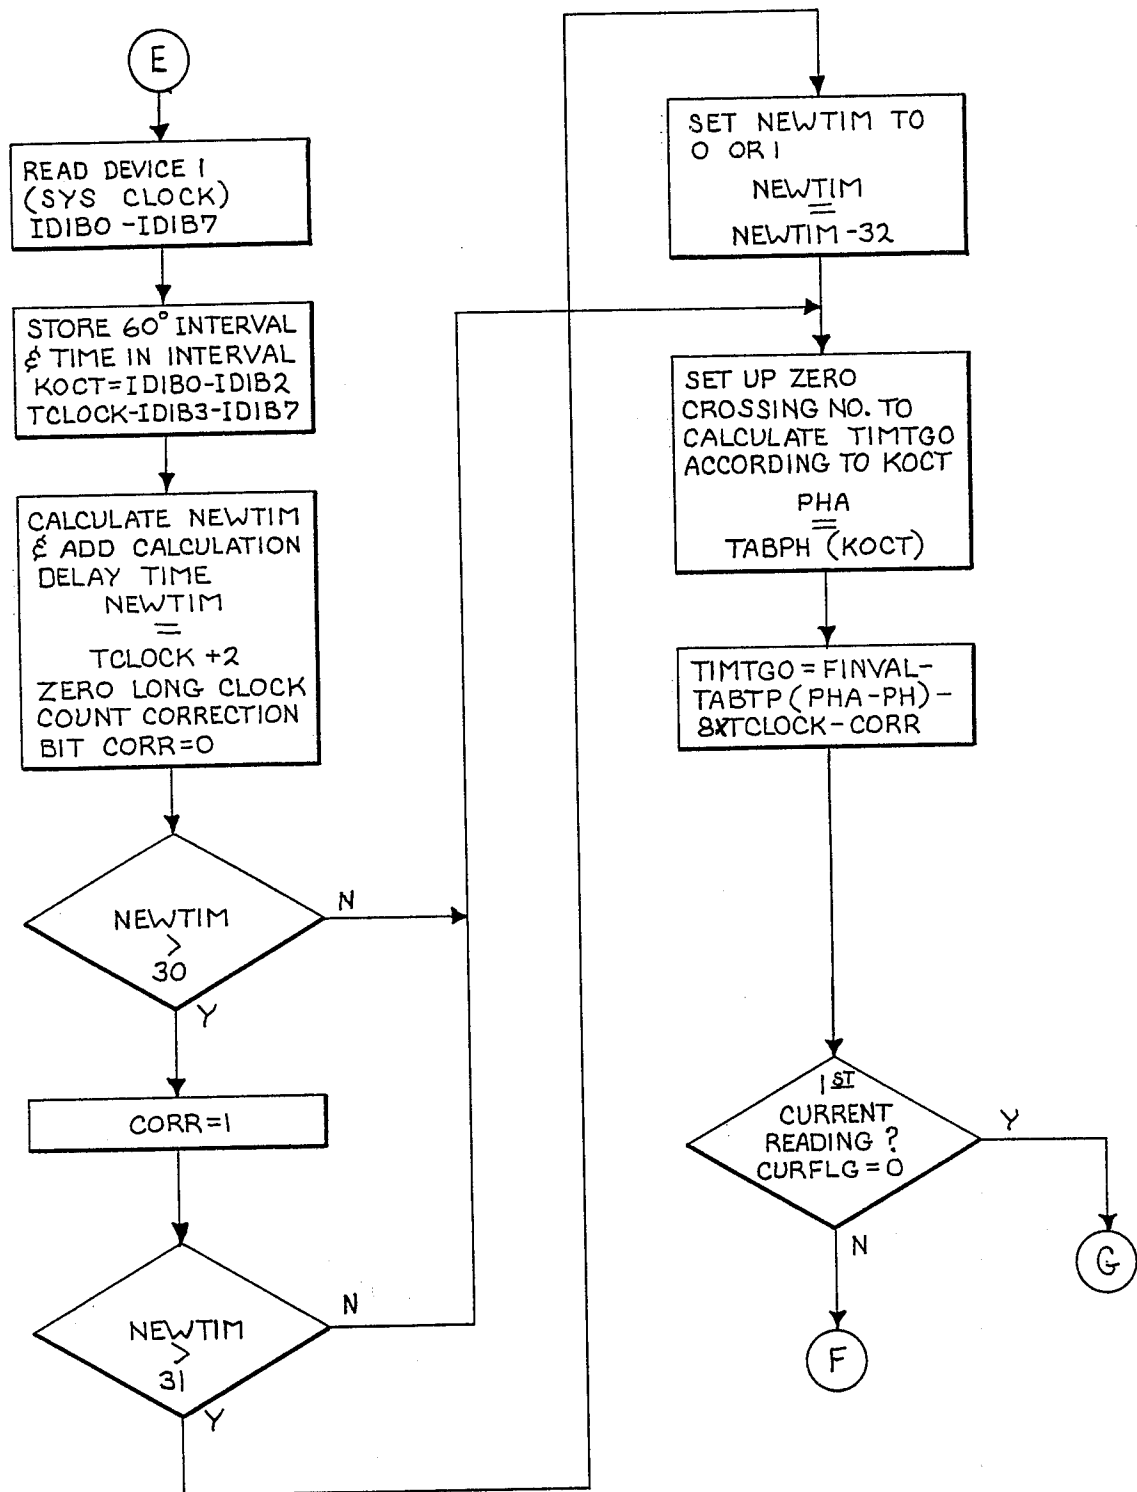 E
READ DEVICE 1
(SYS CLOCK)
IDIB0-IDIB7
STORE 60° INTERVAL
& TIME IN INTERVAL
KOCT=IDIB0-IDIB2
TCLOCK-IDIB3-IDIB7
CALCULATE NEWTIM
& ADD CALCULATION
DELAY TIME
NEWTIM
=
TCLOCK +2
ZERO LONG CLOCK
COUNT CORRECTION
BIT CORR=0
NEWTIM
>
30
N
Y
CORR=1
NEWTIM
>
31
N
Y
SET NEWTIM TO
0 OR 1
NEWTIM
=
NEWTIM-32
SET UP ZERO
CROSSING NO. TO
CALCULATE TIMTGO
ACCORDING TO KOCT
PHA
=
TABPH (KOCT)
TIMTGO=FINVAL-
TABTP(PHA-PH)-
8XTCLOCK-CORR
1ST
CURRENT
READING ?
CURFLG=0
Y
N
G
F